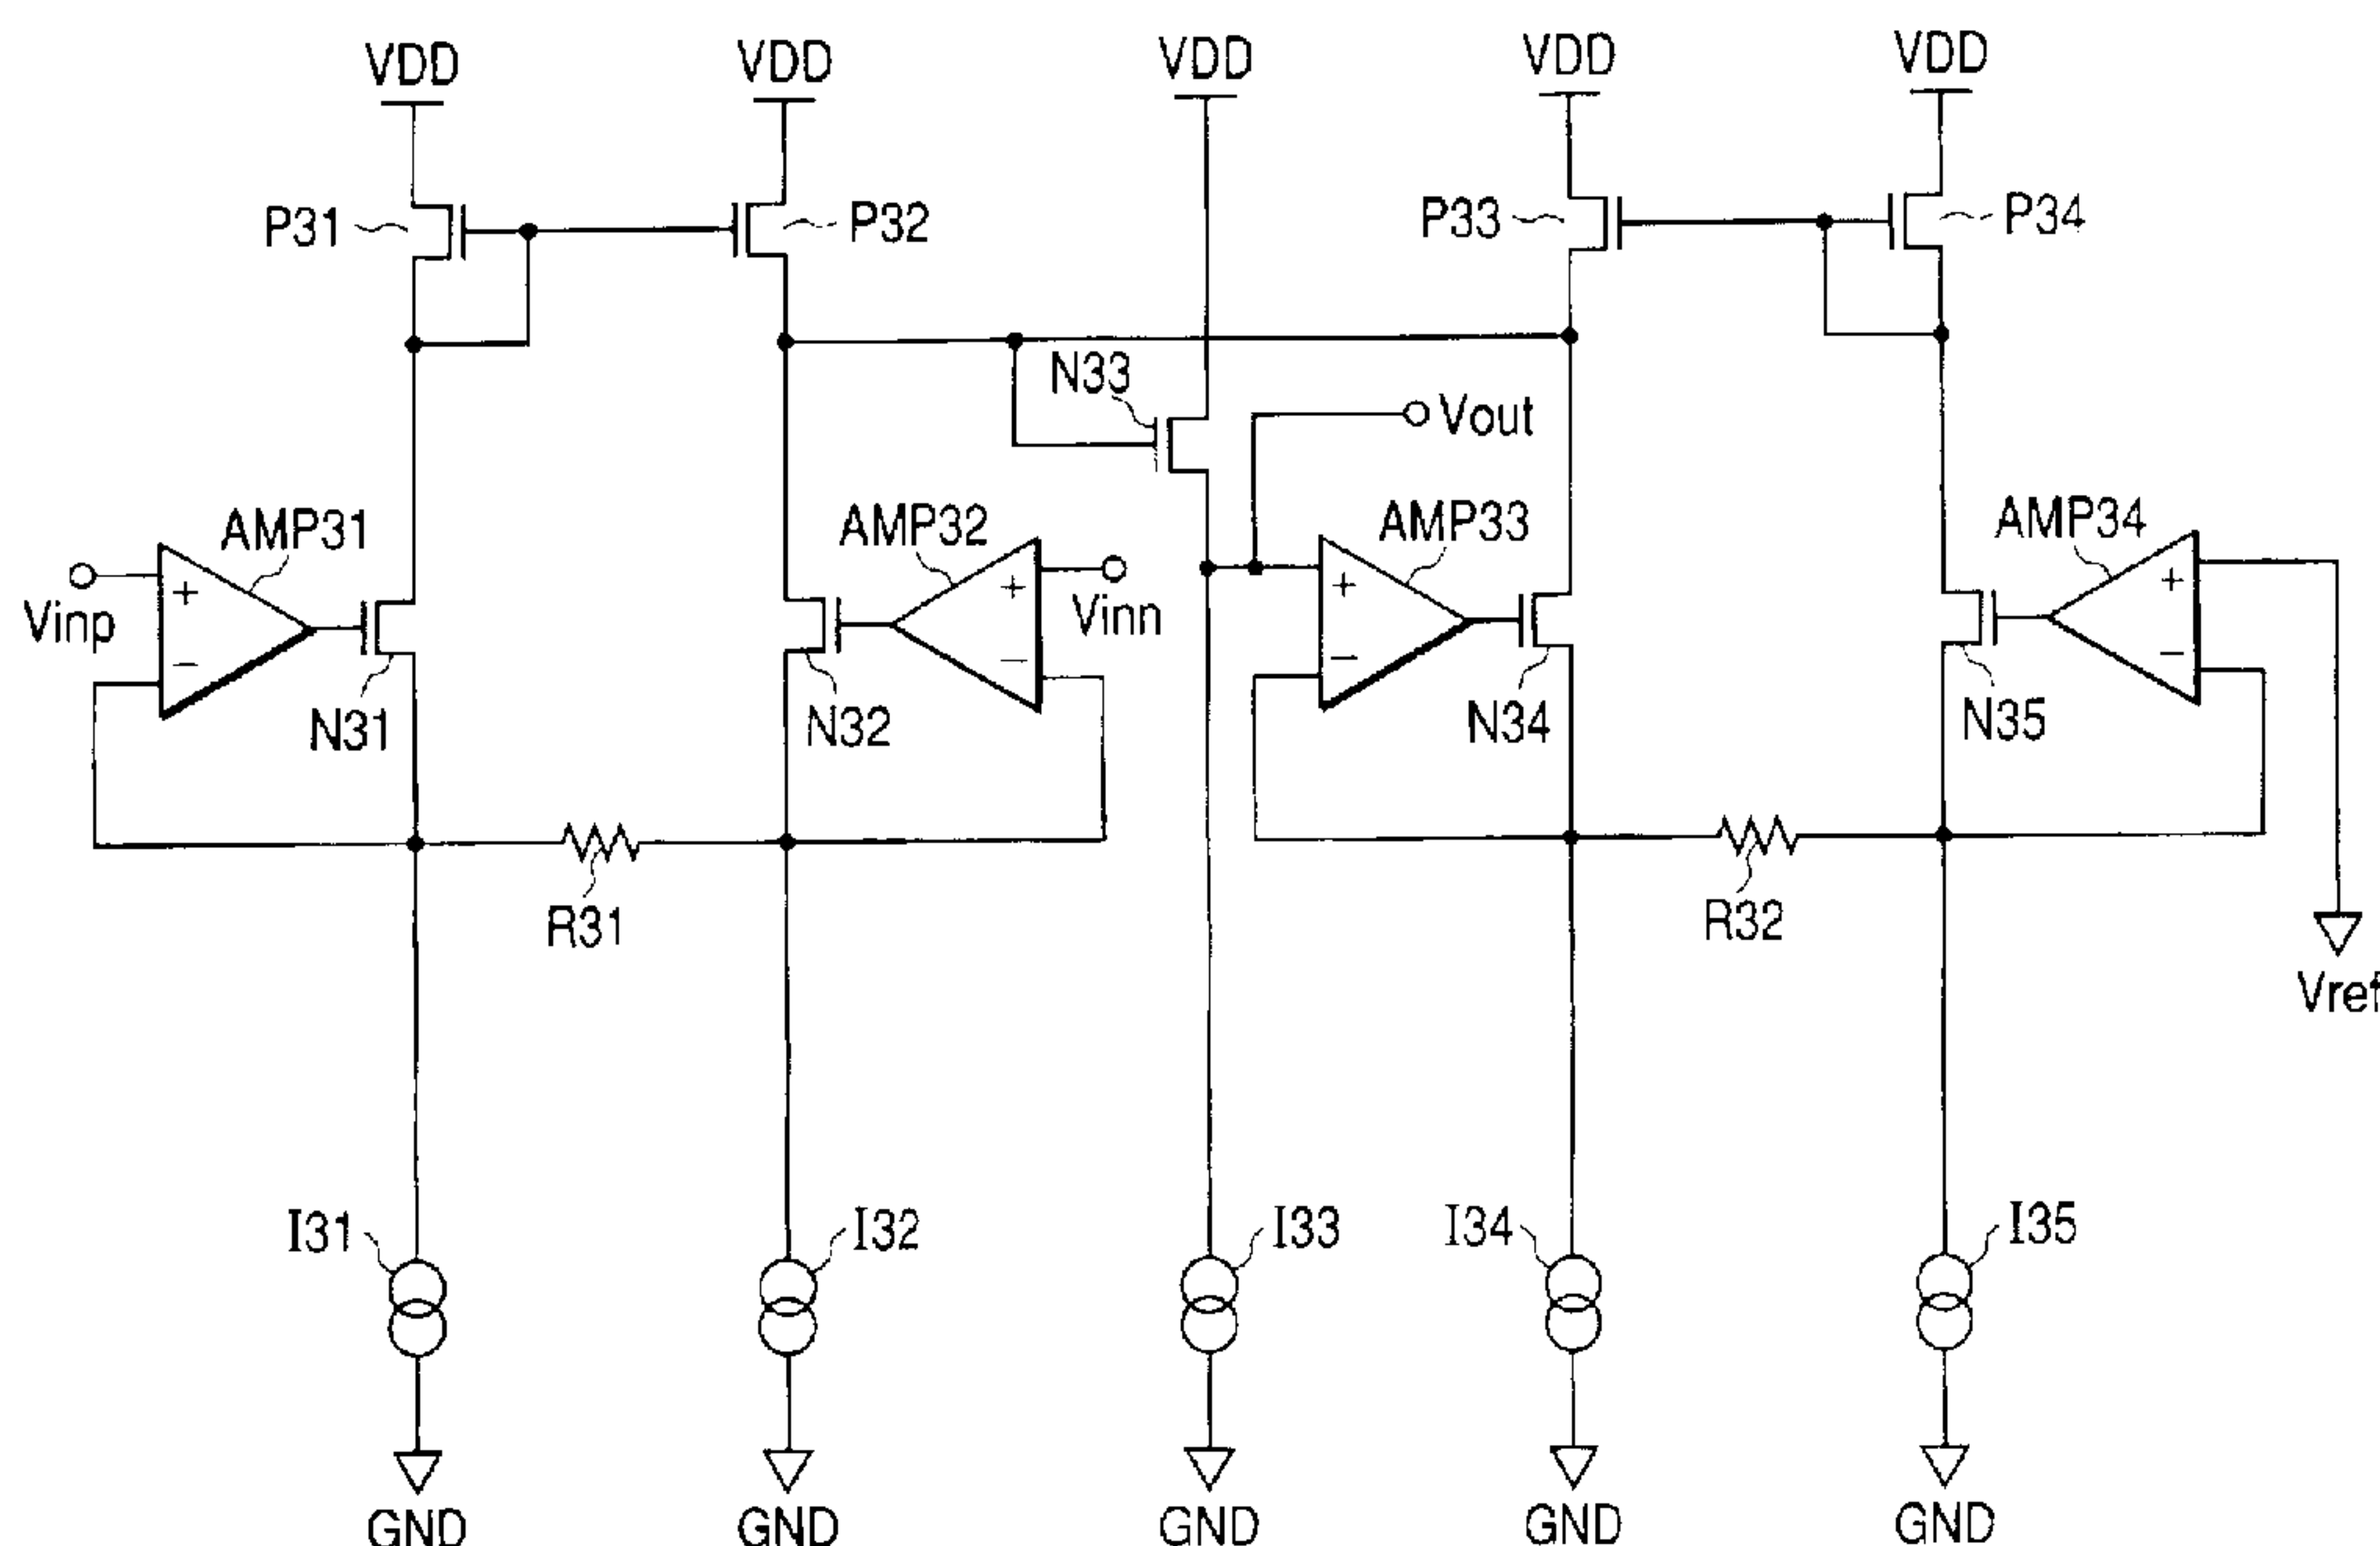 VDD VDD VDD VDD VDD
P31 P32 P33 P34
N33
Vout
AMP31 AMP32 AMP33 AMP34
+ + + +
Vinp Vinn
− − − −
N31 N32 N34 N35
R31 R32
Vref
I31 I32 I33 I34 I35
GND GND GND GND GND